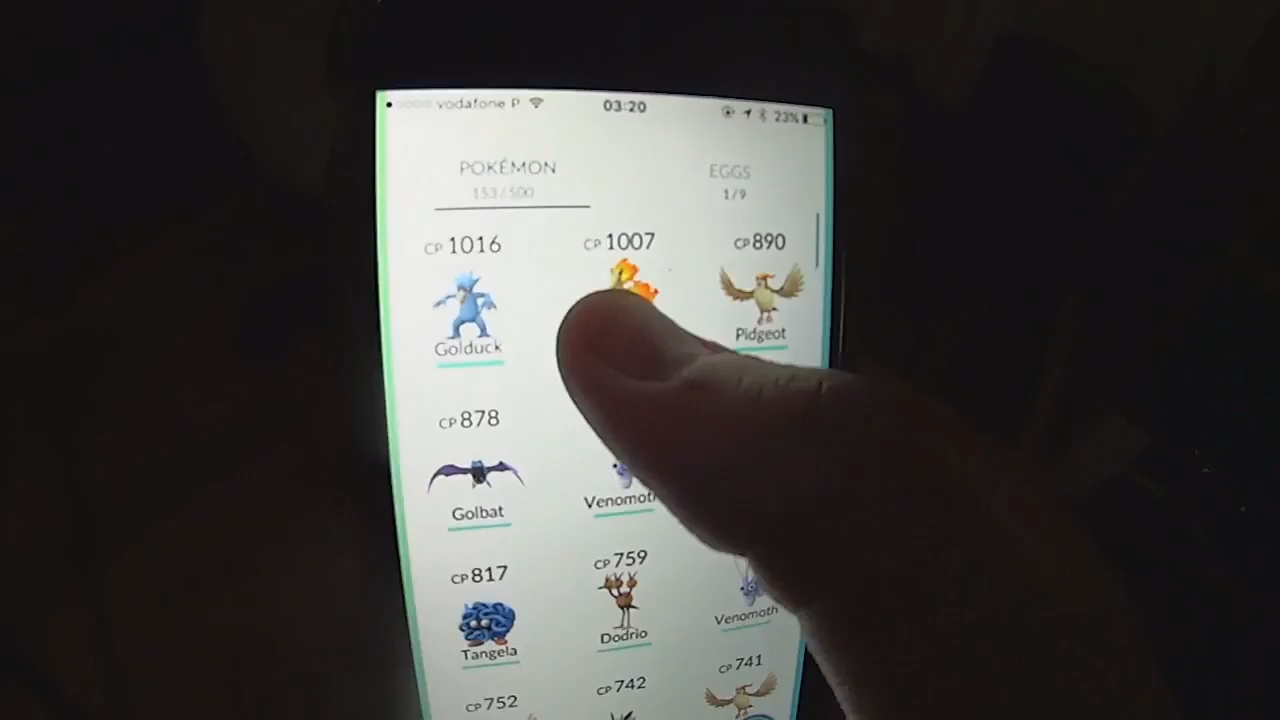 vodafone P 03:20 23%
POKÉMON EGGS
153/500 1/9
CP 1016 CP 1007 CP 890
Golduck Pidgeot
CP 878
Golbat Venomoth
CP 817 CP 759
Tangela Dodrio Venomoth
CP 752 CP 742 CP 741